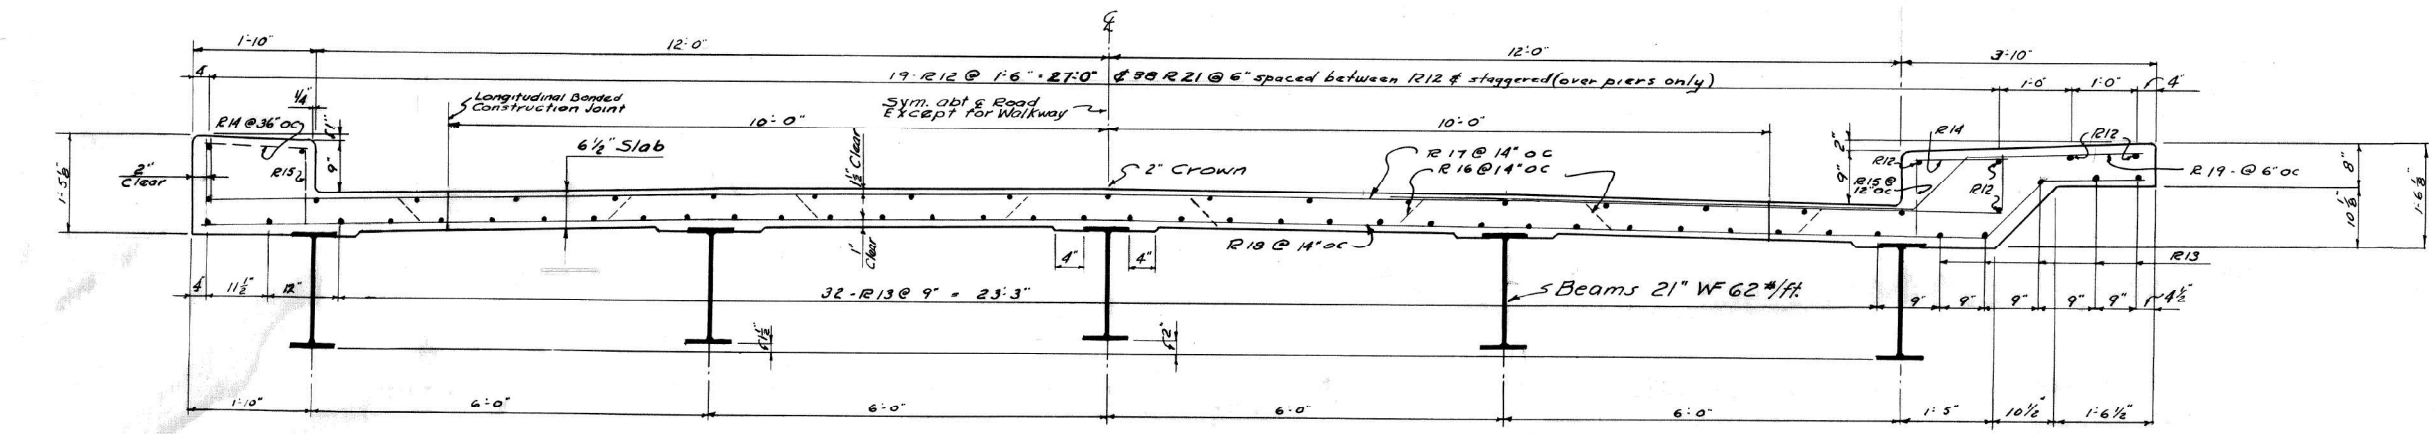 ℄
1'-10" 12'-0" 12'-0" 3'-10"
4" 19-R12 @ 1'-6" = 27'-0" & 38 R21 @ 6" spaced between R12 & staggered (over piers only) 1'-0" 1'-0" 4"
1/4"
Longitudinal Bonded
Construction Joint
Sym. abt ℄ Road
Except for Walkway
R14 @ 36" OC
1"
10'-0" 10'-0"
2"
R14
R12
6 1/2" Slab
1 1/2" Clear
R17 @ 14" OC
R16 @ 14" OC
2" Crown
2"
Clear
1'-5 1/8"
R15
9"
9"
R12
R15 @
12" OC
R12
R19 - @ 6" OC
8"
10 1/8"
1'-6 1/8"
1"
Clear
4" 4"
R18 @ 14" OC
R13
4" 11 1/2" 12" 32-R13 @ 9" = 23'-3"
Beams 21" WF 62#/ft.
9" 9" 9" 9" 9" 4 1/2"
1 1/2"
2"
1'-10" 6'-0" 6'-0" 6'-0" 6'-0" 1'-5" 10 1/2" 1'-6 1/2"